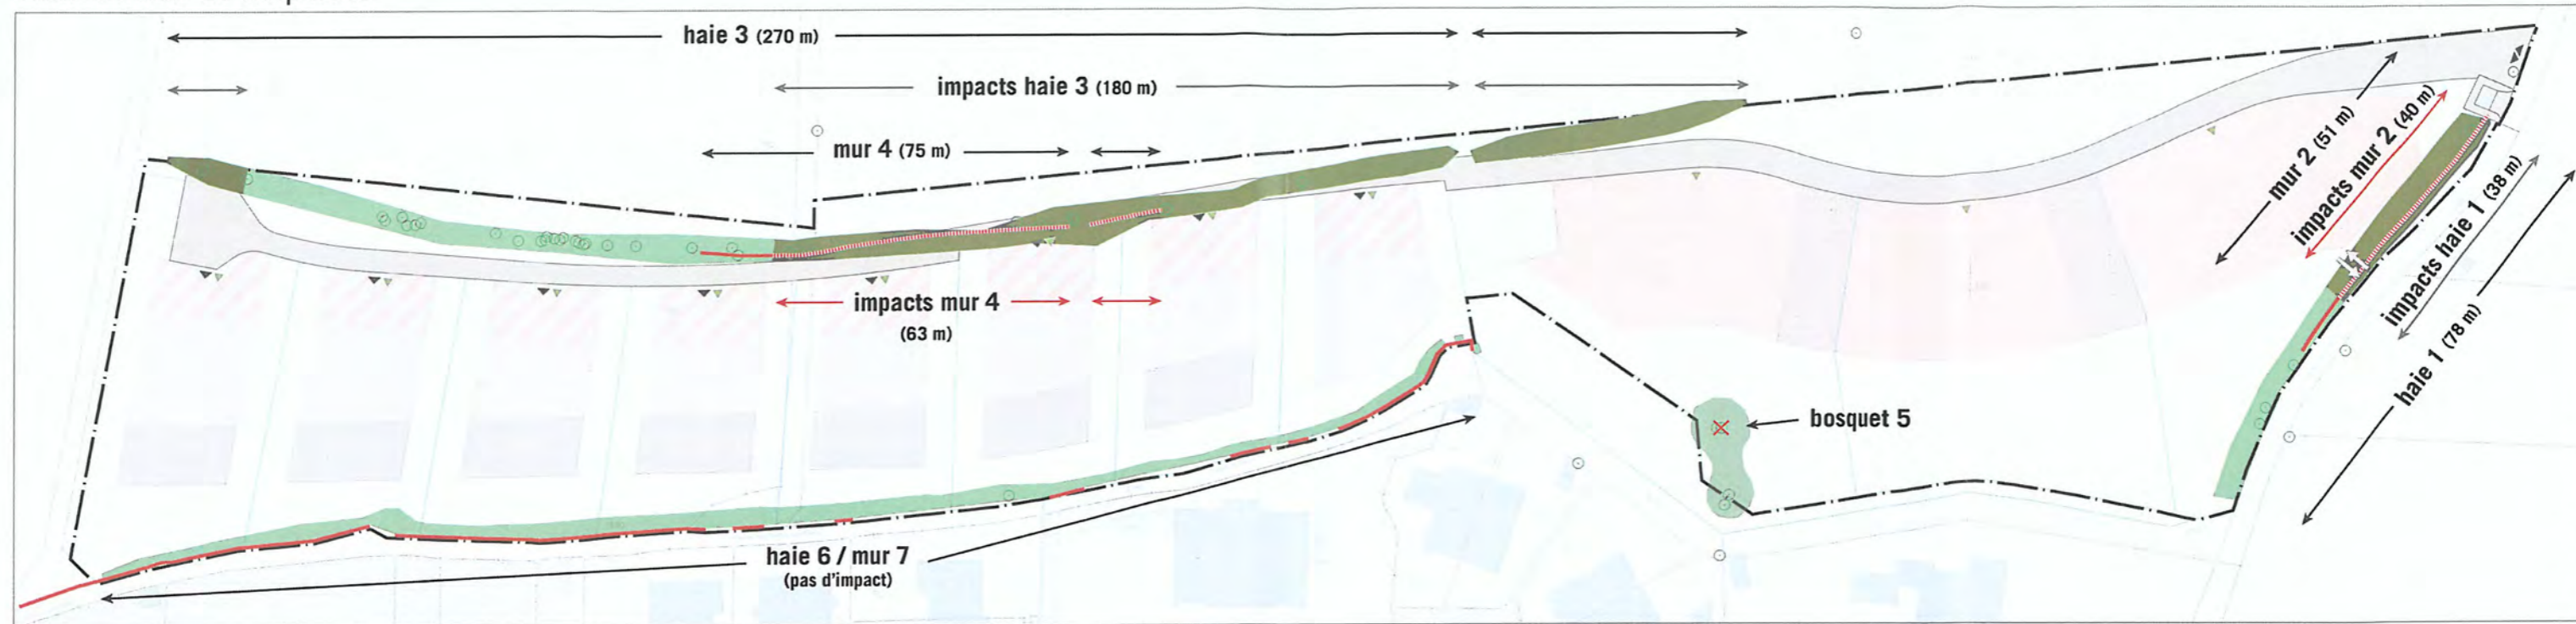 haie 3 (270 m)
impacts haie 3 (180 m)
mur 4 (75 m)
impacts mur 4
(63 m)
haie 6 / mur 7
(pas d'impact)
bosquet 5
mur 2 (51 m)
impacts mur 2 (40 m)
impacts haie 1 (38 m)
haie 1 (78 m)